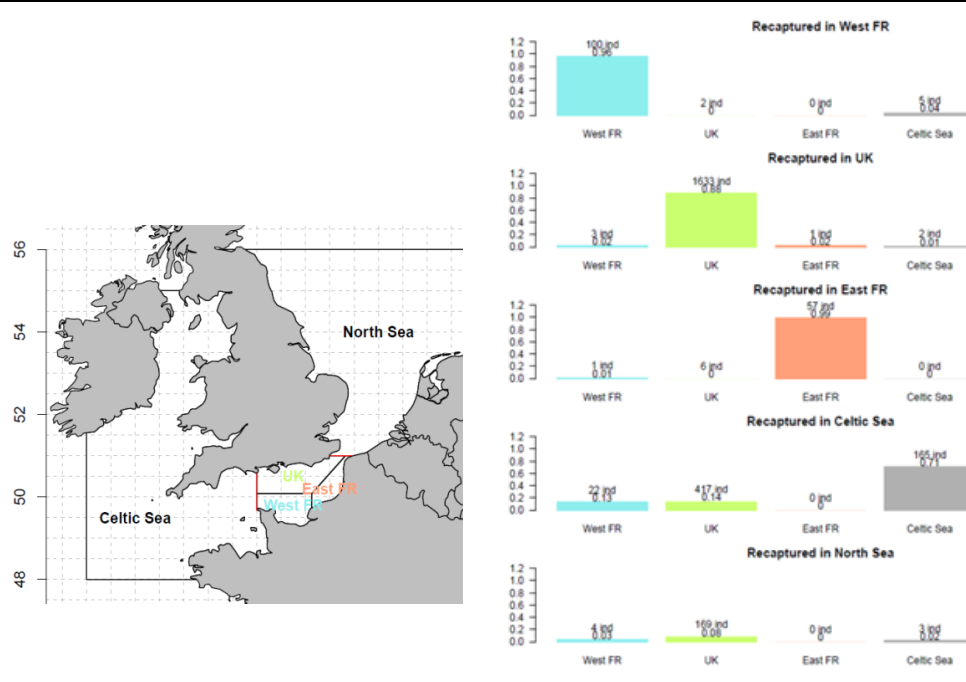 56
54
52
50
48
North Sea
UK
East FR
West FR
Celtic Sea
Recaptured in West FR
1.2
1.0
0.8
0.6
0.4
0.2
0.0
100 ind
0.96
2 ind
0
0 ind
0
5 ind
0.04
West FR UK East FR Celtic Sea
Recaptured in UK
1.2
1.0
0.8
0.6
0.4
0.2
0.0
3 ind
0.02
1633 ind
0.88
1 ind
0.02
2 ind
0.01
West FR UK East FR Celtic Sea
Recaptured in East FR
1.2
1.0
0.8
0.6
0.4
0.2
0.0
1 ind
0.01
6 ind
0
57 ind
0.99
0 ind
0
West FR UK East FR Celtic Sea
Recaptured in Celtic Sea
1.2
1.0
0.8
0.6
0.4
0.2
0.0
22 ind
0.13
417 ind
0.14
0 ind
0
165 ind
0.71
West FR UK East FR Celtic Sea
Recaptured in North Sea
1.2
1.0
0.8
0.6
0.4
0.2
0.0
4 ind
0.03
169 ind
0.08
0 ind
0
3 ind
0.02
West FR UK East FR Celtic Sea